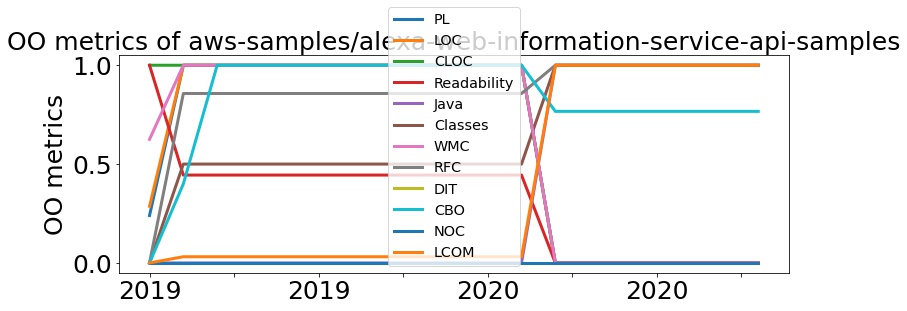 OO metrics of aws-samples/alexa-web-information-service-api-samples
PL
LOC
CLOC
Readability
Java
Classes
WMC
RFC
DIT
CBO
NOC
LCOM
OO metrics
1.0
0.5
0.0
2019
2019
2020
2020